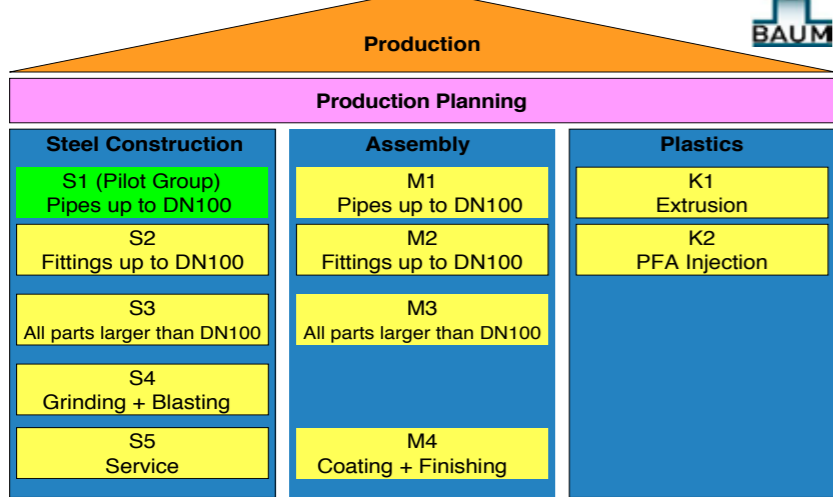 BAUM
Production
Production Planning
Steel Construction
S1 (Pilot Group)
Pipes up to DN100
S2
Fittings up to DN100
S3
All parts larger than DN100
S4
Grinding + Blasting
S5
Service
Assembly
M1
Pipes up to DN100
M2
Fittings up to DN100
M3
All parts larger than DN100
M4
Coating + Finishing
Plastics
K1
Extrusion
K2
PFA Injection